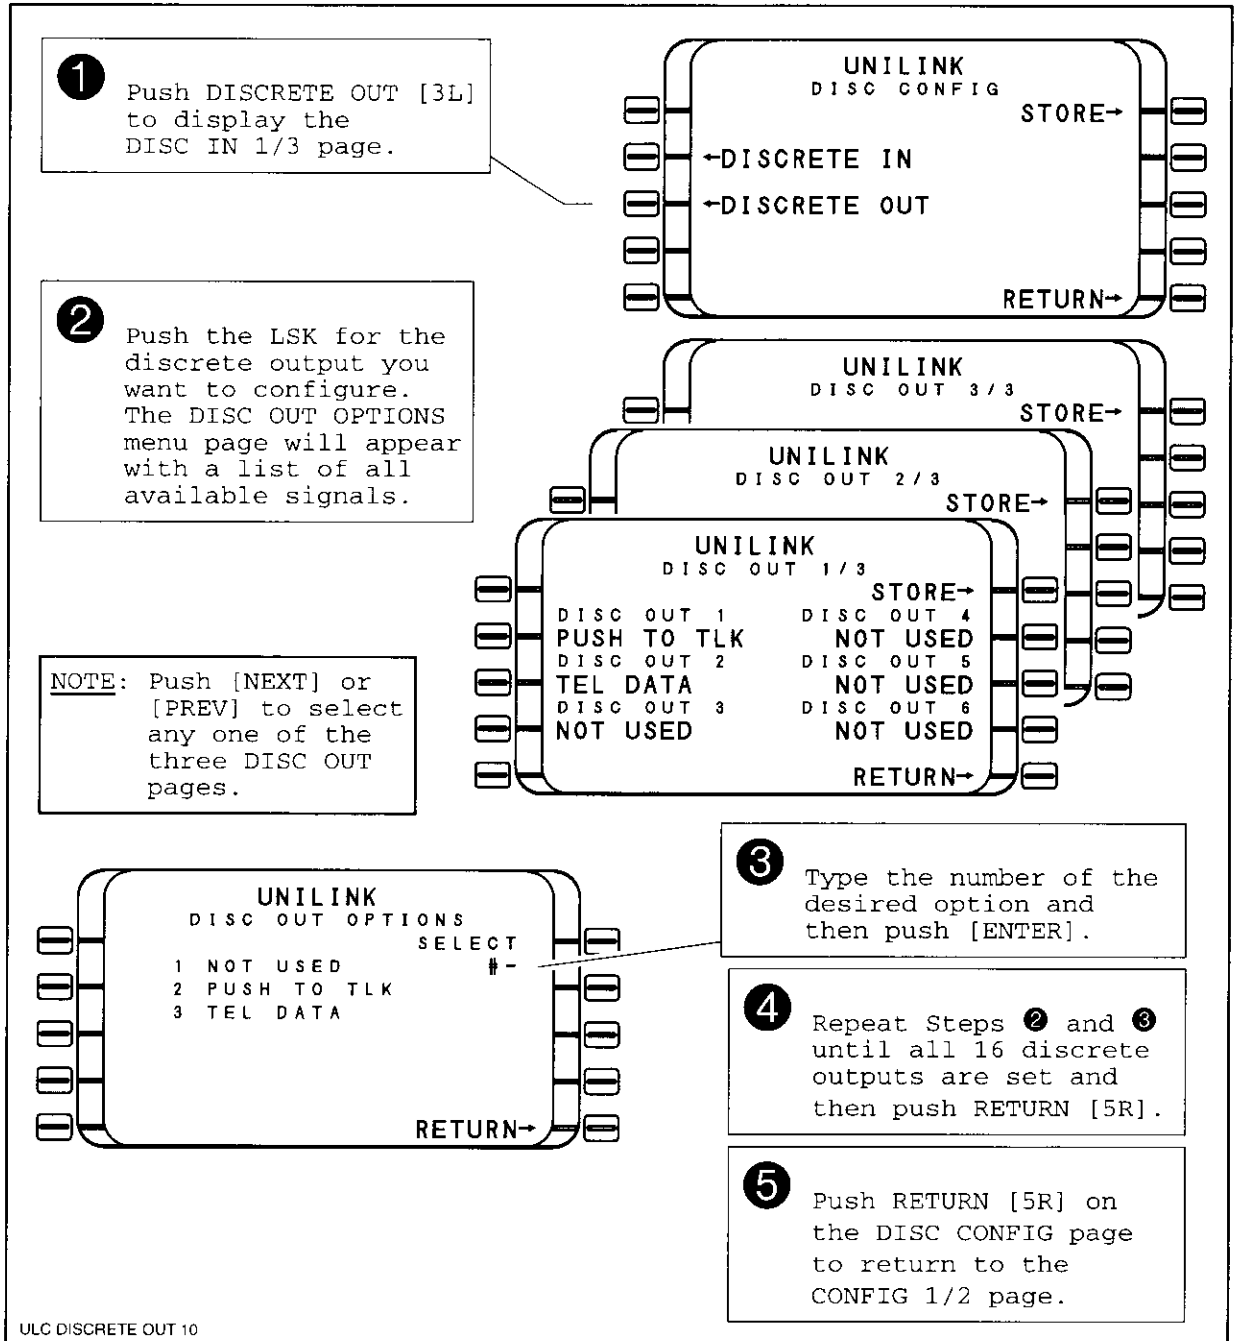 1
Push DISCRETE OUT [3L]
to display the
DISC IN 1/3 page.
UNILINK
DISC CONFIG
STORE→
←DISCRETE IN
←DISCRETE OUT
RETURN→
2
Push the LSK for the
discrete output you
want to configure.
The DISC OUT OPTIONS
menu page will appear
with a list of all
available signals.
UNILINK
DISC OUT 3/3
STORE→
UNILINK
DISC OUT 2/3
STORE→
UNILINK
DISC OUT 1/3
STORE→
DISC OUT 1 DISC OUT 4
PUSH TO TLK NOT USED
DISC OUT 2 DISC OUT 5
TEL DATA NOT USED
DISC OUT 3 DISC OUT 6
NOT USED NOT USED
RETURN→
NOTE: Push [NEXT] or
[PREV] to select
any one of the
three DISC OUT
pages.
UNILINK
DISC OUT OPTIONS
SELECT
1 NOT USED #-
2 PUSH TO TLK
3 TEL DATA
RETURN→
3
Type the number of the
desired option and
then push [ENTER].
4
Repeat Steps 2 and 3
until all 16 discrete
outputs are set and
then push RETURN [5R].
5
Push RETURN [5R] on
the DISC CONFIG page
to return to the
CONFIG 1/2 page.
ULC DISCRETE OUT 10